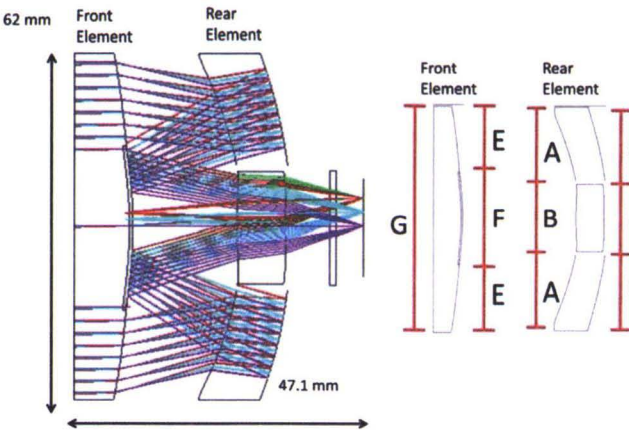 62 mm
Front
Element
Rear
Element
47.1 mm
Front
Element
Rear
Element
G
E
F
E
A
B
A